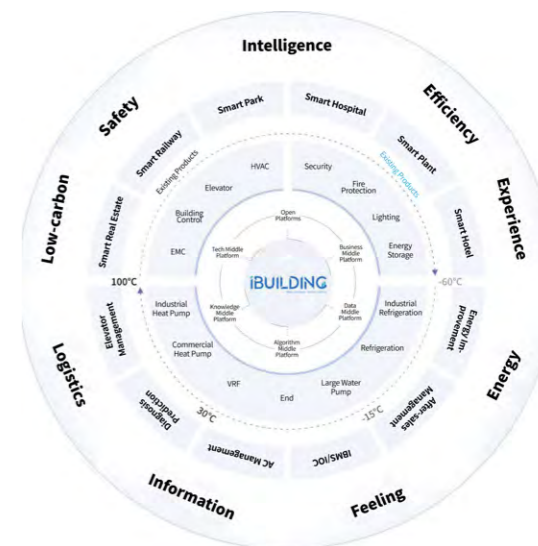 Intelligence
Efficiency
Experience
Energy
Feeling
Information
Logistics
Low-carbon
Safety
Smart Park
Smart Hospital
Smart Plant
Smart Hotel
Energy Im-
provement
After-sales
Management
IBMS/IOC
AC Management
Diagnosis
Prediction
Elevator
Management
Smart Real Estate
Smart Railway
Existing Products
Existing Products
100°C
-60°C
30°C
-15°C
HVAC
Security
Elevator
Fire
Protection
Building
Control
Lighting
EMC
Energy
Storage
Industrial
Heat Pump
Industrial
Refrigeration
Commercial
Heat Pump
Refrigeration
VRF
End
Large Water
Pump
Open
Platforms
Tech Middle
Platform
Business Middle
Platform
iBUILDING
Knowledge
Middle
Platform
Data
Middle
Platform
Algorithm
Middle
Platform